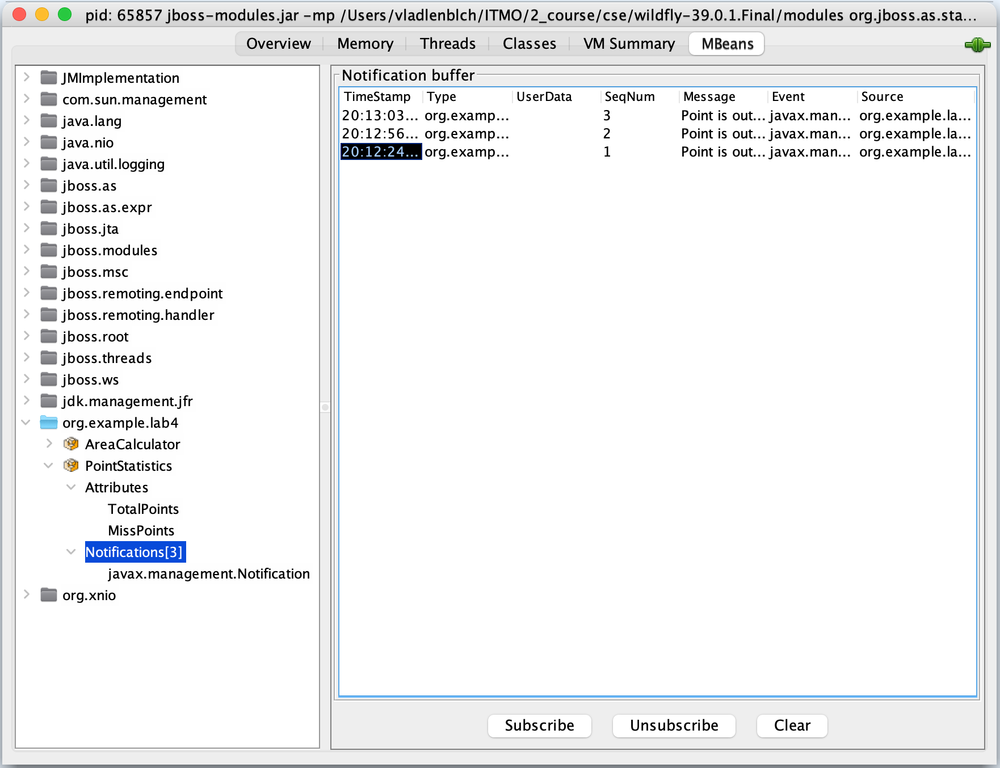 pid: 65857 jboss-modules.jar -mp /Users/vladlenblch/ITMO/2_course/cse/wildfly-39.0.1.Final/modules org.jboss.as.sta...
Overview Memory Threads Classes VM Summary MBeans
JMImplementation
com.sun.management
java.lang
java.nio
java.util.logging
jboss.as
jboss.as.expr
jboss.jta
jboss.modules
jboss.msc
jboss.remoting.endpoint
jboss.remoting.handler
jboss.root
jboss.threads
jboss.ws
jdk.management.jfr
org.example.lab4
AreaCalculator
PointStatistics
Attributes
TotalPoints
MissPoints
Notifications[3]
javax.management.Notification
org.xnio
Notification buffer
TimeStamp Type UserData SeqNum Message Event Source
20:13:03... org.examp... 3 Point is out... javax.man... org.example.la...
20:12:56... org.examp... 2 Point is out... javax.man... org.example.la...
20:12:24... org.examp... 1 Point is out... javax.man... org.example.la...
Subscribe Unsubscribe Clear